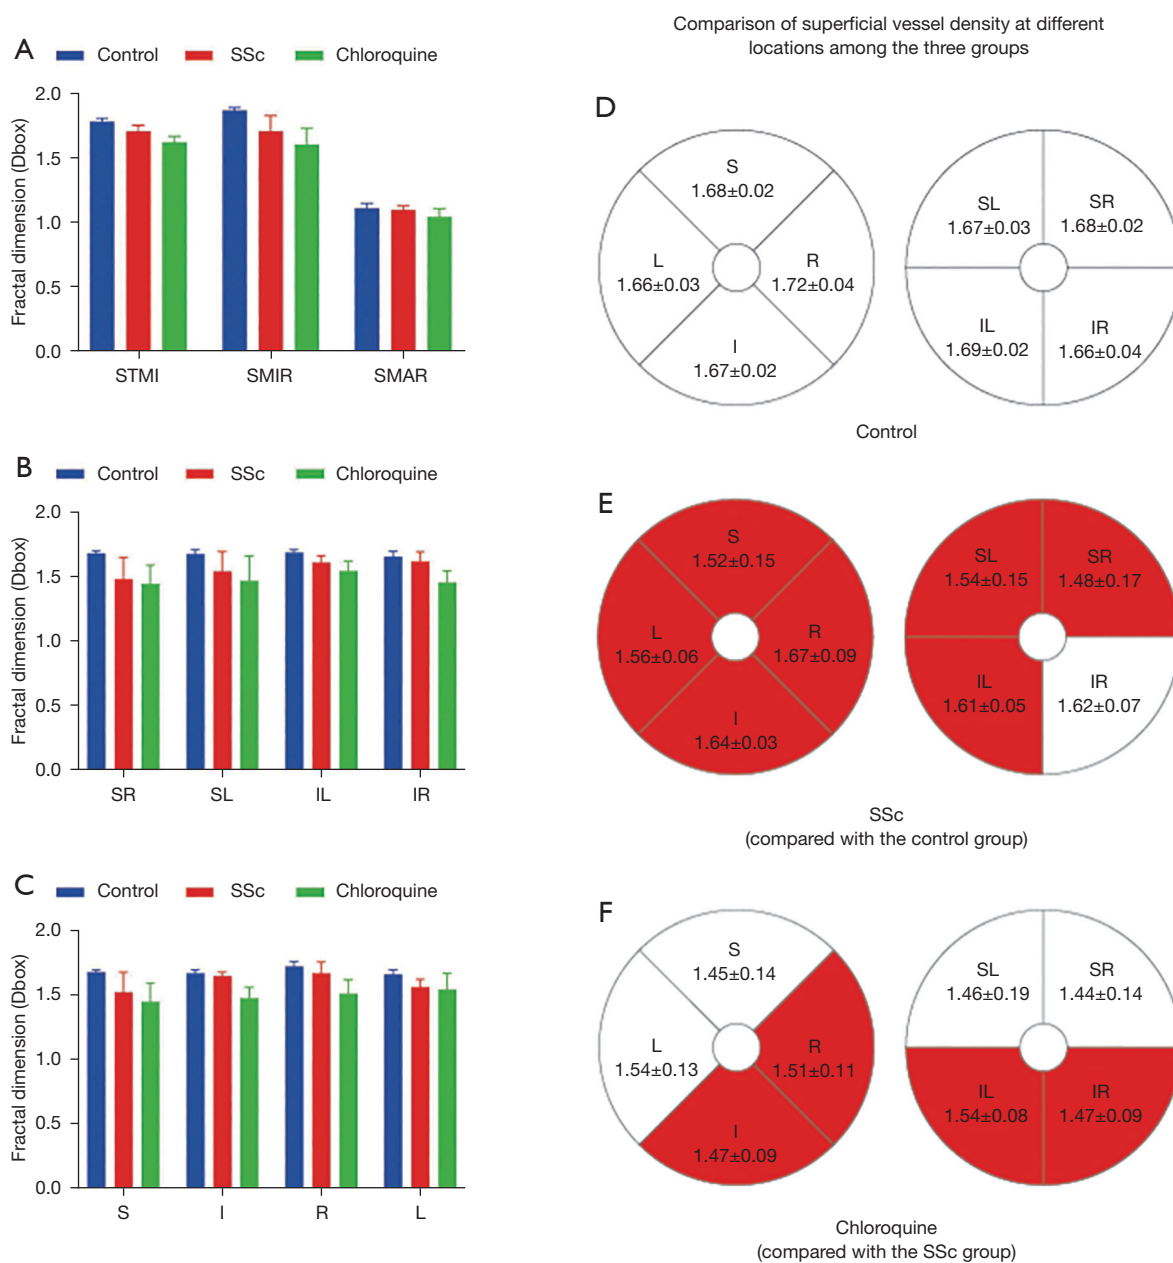 A
Control
SSc
Chloroquine
Fractal dimension (Dbox)
2.0
1.5
1.0
0.5
0.0
STMI
SMIR
SMAR
B
Control
SSc
Chloroquine
Fractal dimension (Dbox)
2.0
1.5
1.0
0.5
0.0
SR
SL
IL
IR
C
Control
SSc
Chloroquine
Fractal dimension (Dbox)
2.0
1.5
1.0
0.5
0.0
S
I
R
L
Comparison of superficial vessel density at different
locations among the three groups
D
S
1.68±0.02
L
1.66±0.03
R
1.72±0.04
I
1.67±0.02
SL
1.67±0.03
SR
1.68±0.02
IL
1.69±0.02
IR
1.66±0.04
Control
E
S
1.52±0.15
L
1.56±0.06
R
1.67±0.09
I
1.64±0.03
SL
1.54±0.15
SR
1.48±0.17
IL
1.61±0.05
IR
1.62±0.07
SSc
(compared with the control group)
F
S
1.45±0.14
L
1.54±0.13
R
1.51±0.11
I
1.47±0.09
SL
1.46±0.19
SR
1.44±0.14
IL
1.54±0.08
IR
1.47±0.09
Chloroquine
(compared with the SSc group)